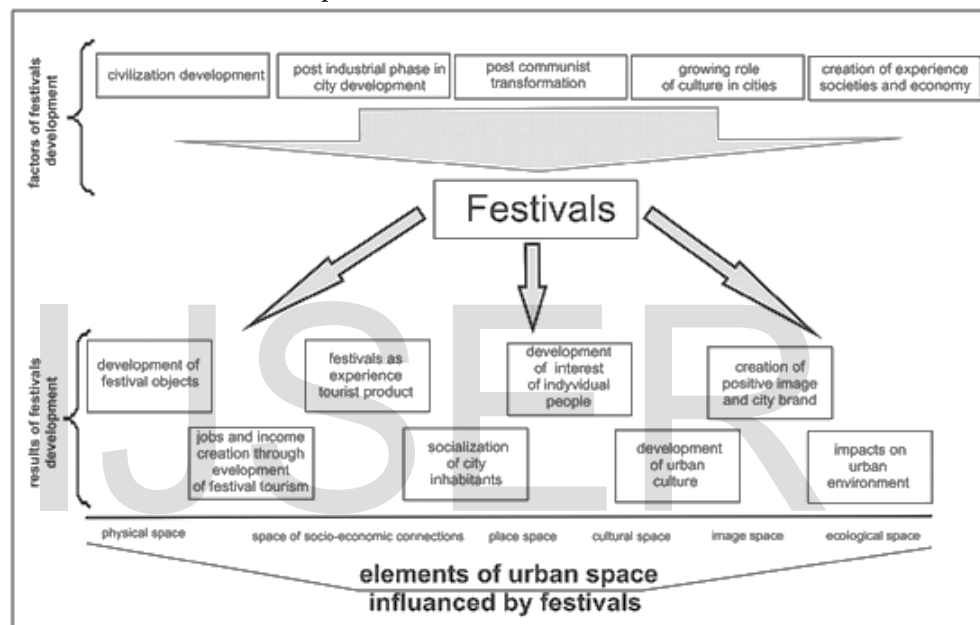 factors of festivals
development
civilization development
post industrial phase in
city development
post communist
transformation
growing role
of culture in cities
creation of experience
societies and economy
Festivals
IJSER
results of festivals
development
development of
festival objects
festivals as
experience
tourist product
development
of interest
of indyvidual
people
creation of
positive image
and city brand
jobs and income
creation through
evelopment
of festival tourism
socialization
of city
inhabitants
development
of urban
culture
impacts on
urban
environment
physical space
space of socio-economic connections
place space
cultural space
image space
ecological space
elements of urban space
influanced by festivals